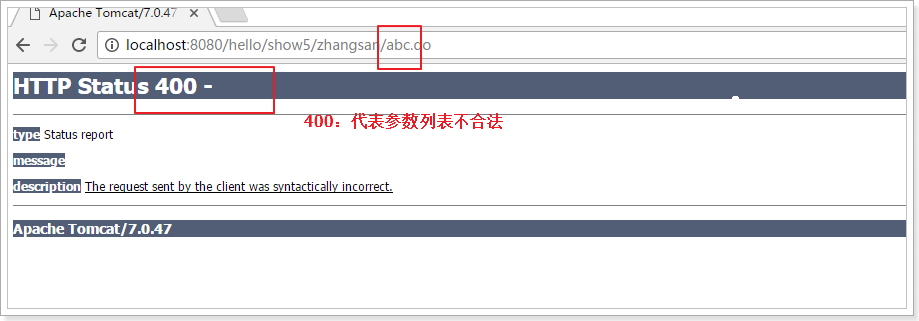 Apache Tomcat/7.0.47
localhost:8080/hello/show5/zhangsan/abc.do
HTTP Status 400 -
400：代表参数列表不合法
type Status report
message
description The request sent by the client was syntactically incorrect.
Apache Tomcat/7.0.47